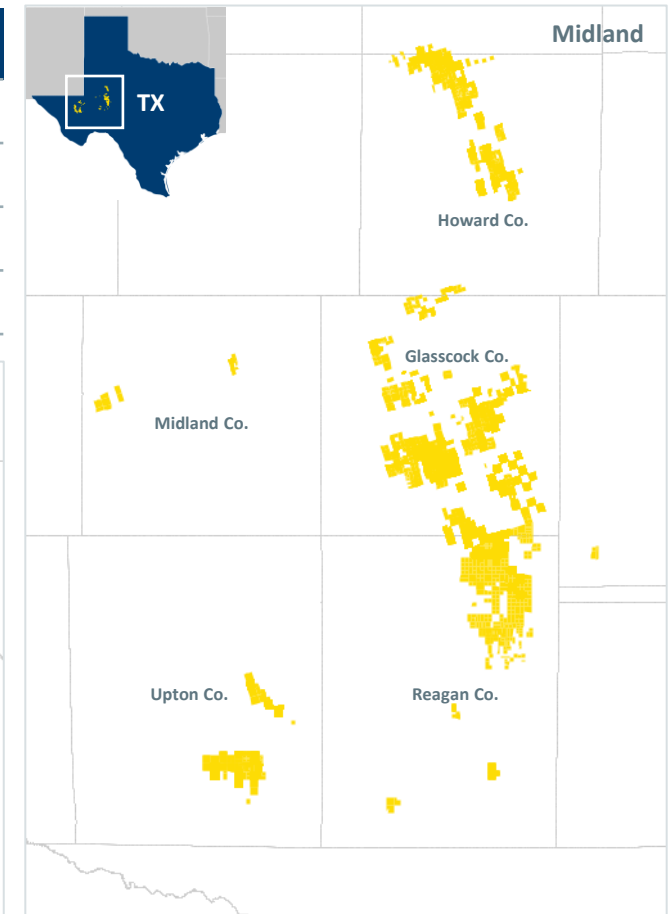 Midland
TX
Howard Co.
Glasscock Co.
Midland Co.
Upton Co.
Reagan Co.